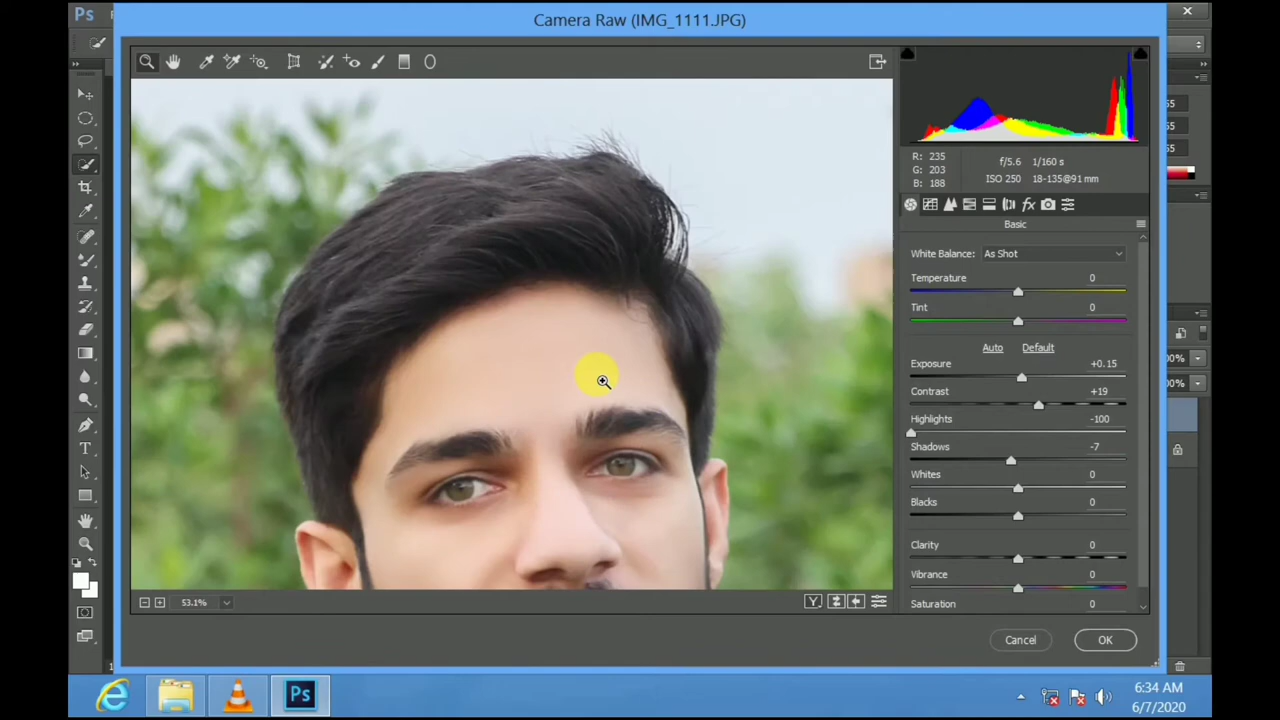 Ps
Camera Raw (IMG_1111.JPG)
R: 235
G: 203
B: 188
f/5.6 1/160 s
ISO 250 18-135@91 mm
fx
Basic
White Balance: As Shot
Temperature 0
Tint 0
Auto Default
Exposure +0.15
Contrast +19
Highlights -100
Shadows -7
Whites 0
Blacks 0
Clarity 0
Vibrance 0
Saturation 0
53.1%
Y
Cancel OK
T
Ps
6:34 AM
6/7/2020